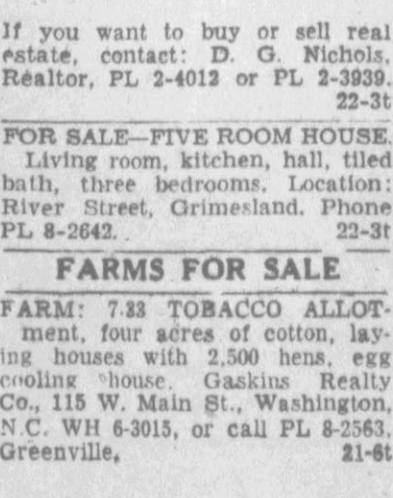 If you want to buy or sell real
estate, contact: D. G. Nichols,
Realtor, PL 2-4012 or PL 2-3939.
22-3t
FOR SALE—FIVE ROOM HOUSE.
Living room, kitchen, hall, tiled
bath, three bedrooms. Location:
River Street, Grimesland. Phone
PL 8-2642. 22-3t
FARMS FOR SALE
FARM: 7.33 TOBACCO ALLOT-
ment, four acres of cotton, lay-
ing houses with 2,500 hens, egg
cooling house. Gaskins Realty
Co., 115 W. Main St., Washington,
N.C. WH 6-3015, or call PL 8-2563,
Greenville. 21-6t